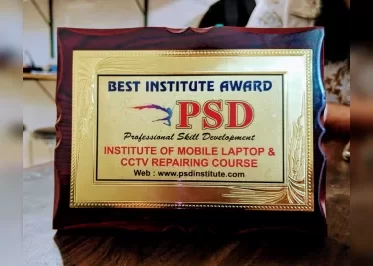 BEST INSTITUTE AWARD
PSD
Professional Skill Development
INSTITUTE OF MOBILE LAPTOP &
CCTV REPAIRING COURSE
Web : www.psdinstitute.com